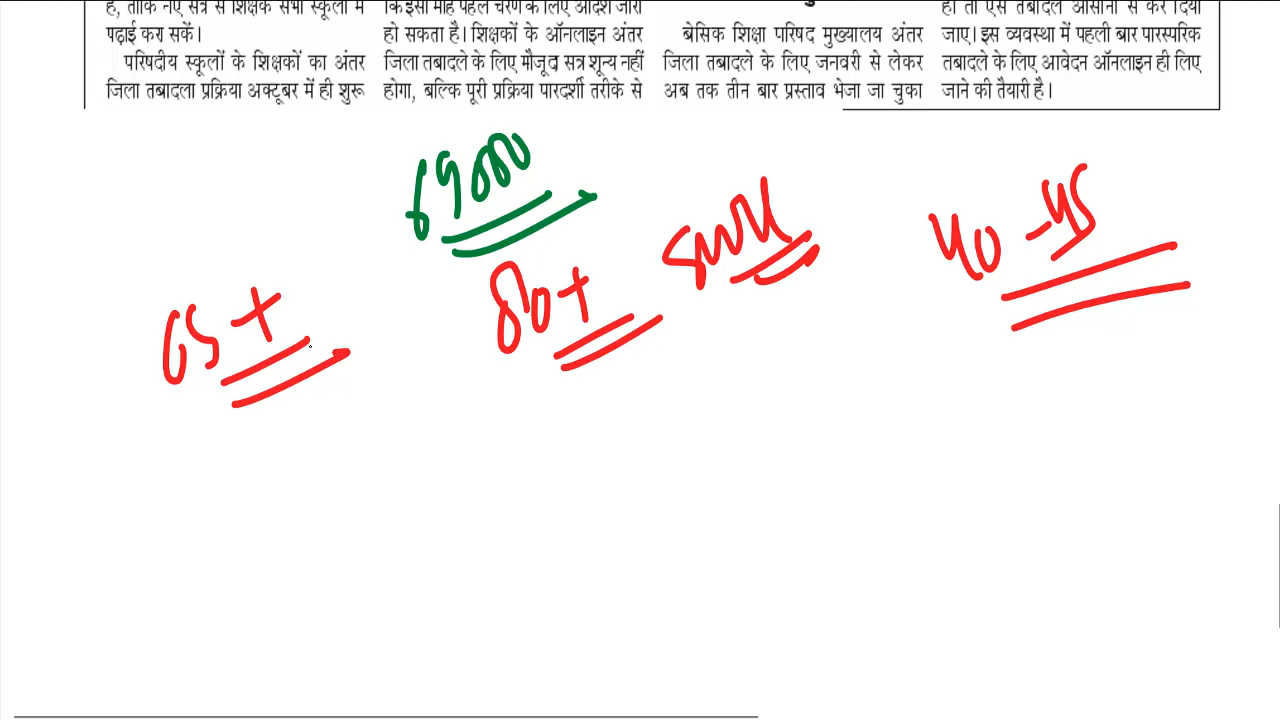 है, ताकि नए सत्र से शिक्षक सभी स्कूलों में
पढ़ाई करा सकें।
परिषदीय स्कूलों के शिक्षकों का अंतर
जिला तबादला प्रक्रिया अक्टूबर में ही शुरू
कि इसी माह पहले चरण के लिए आदेश जारी
हो सकता है। शिक्षकों के ऑनलाइन अंतर
जिला तबादले के लिए मौजूदा सत्र शून्य नहीं
होगा, बल्कि पूरी प्रक्रिया पारदर्शी तरीके से
बेसिक शिक्षा परिषद मुख्यालय अंतर
जिला तबादले के लिए जनवरी से लेकर
अब तक तीन बार प्रस्ताव भेजा जा चुका
हो तो ऐसे तबादले आसानी से कर दिया
जाए। इस व्यवस्था में पहली बार पारस्परिक
तबादले के लिए आवेदन ऑनलाइन ही लिए
जाने की तैयारी है।
69000
65+
80+
40-45